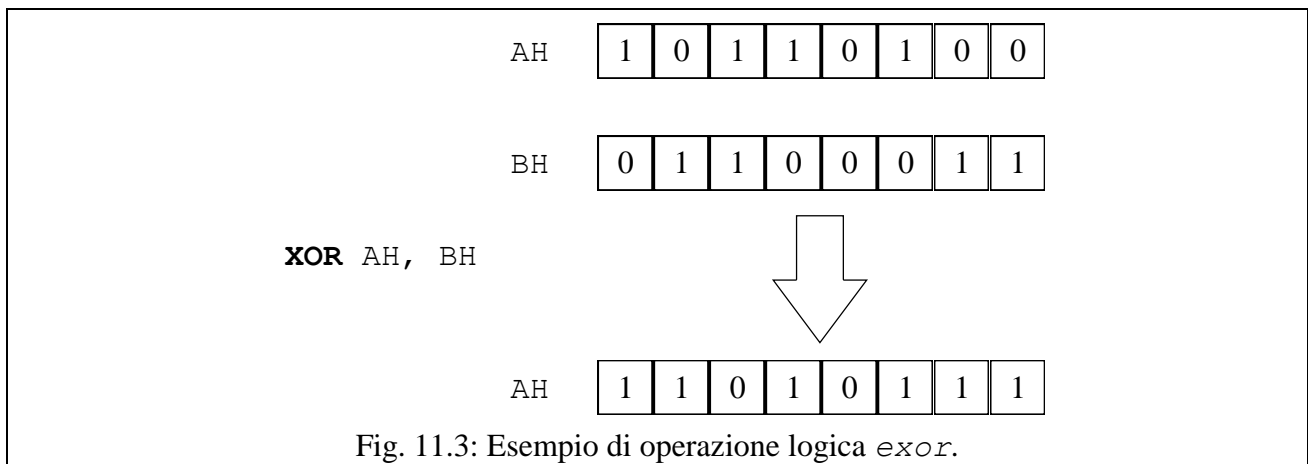 AH 1 0 1 1 0 1 0 0
BH 0 1 1 0 0 0 1 1
XOR AH, BH
AH 1 1 0 1 0 1 1 1
Fig. 11.3: Esempio di operazione logica exor.